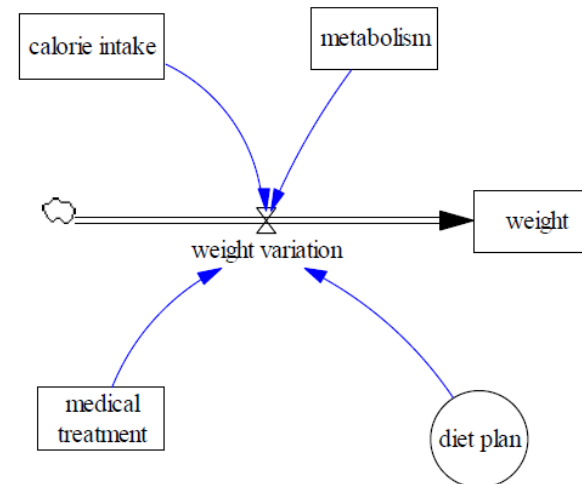 calorie intake
metabolism
weight
weight variation
medical
treatment
diet plan